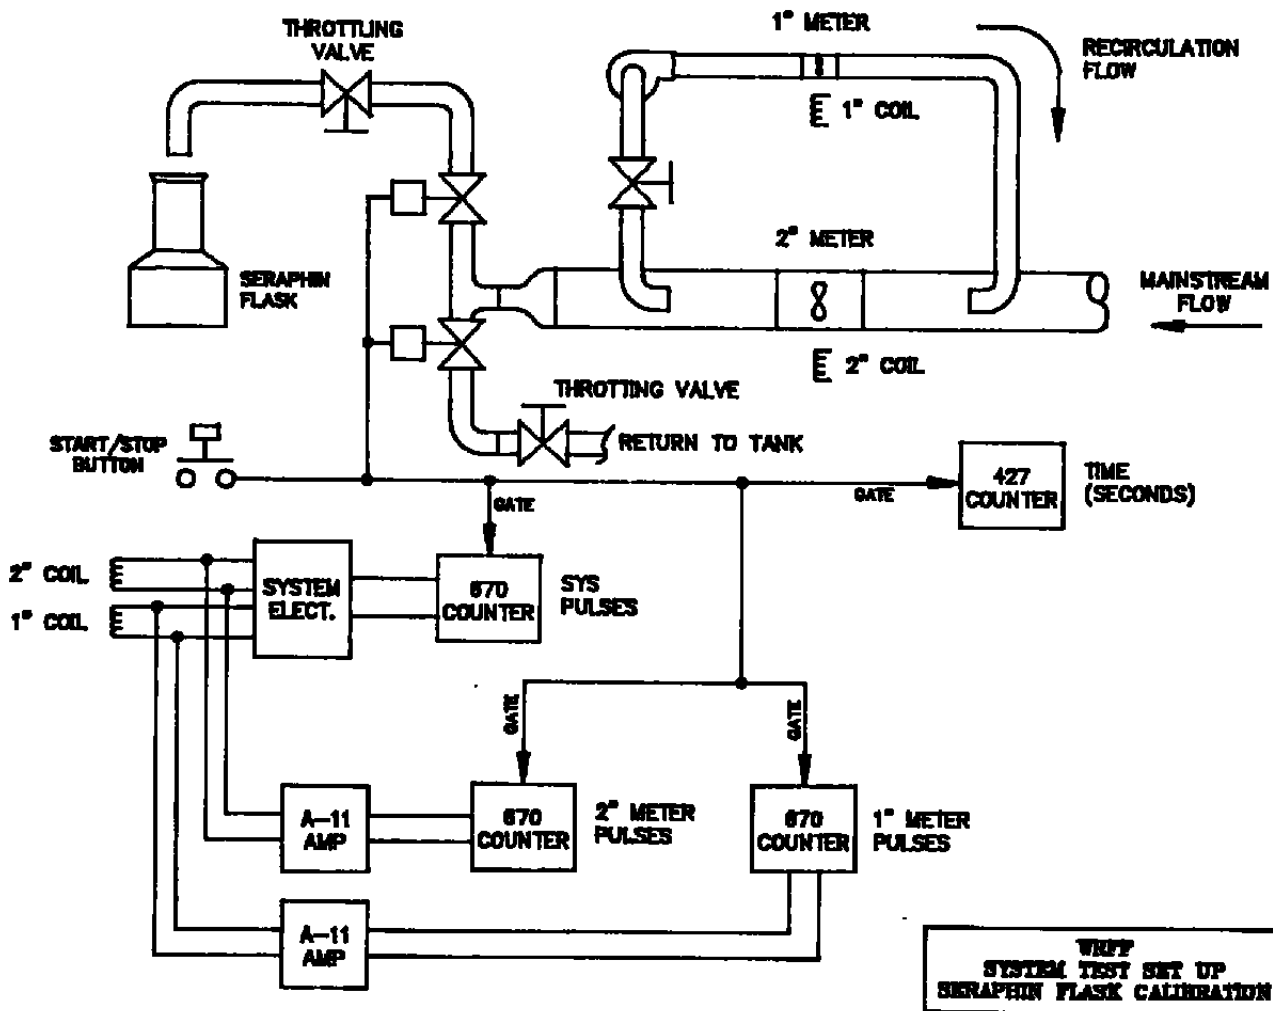 THROTTLING
VALVE
1" METER
RECIRCULATION
FLOW
1" COIL
2" METER
SERAPHIN
FLASK
MAINSTREAM
FLOW
2" COIL
THROTTING VALVE
START/STOP
BUTTON
RETURN TO TANK
GATE
GATE
427
COUNTER
TIME
(SECONDS)
2" COIL
1" COIL
SYSTEM
ELECT.
670
COUNTER
SYS
PULSES
GATE
GATE
A-11
AMP
670
COUNTER
2" METER
PULSES
670
COUNTER
1" METER
PULSES
A-11
AMP
SYSTEM TEST SET UP
SERAPHIN FLASK CALIBRATION